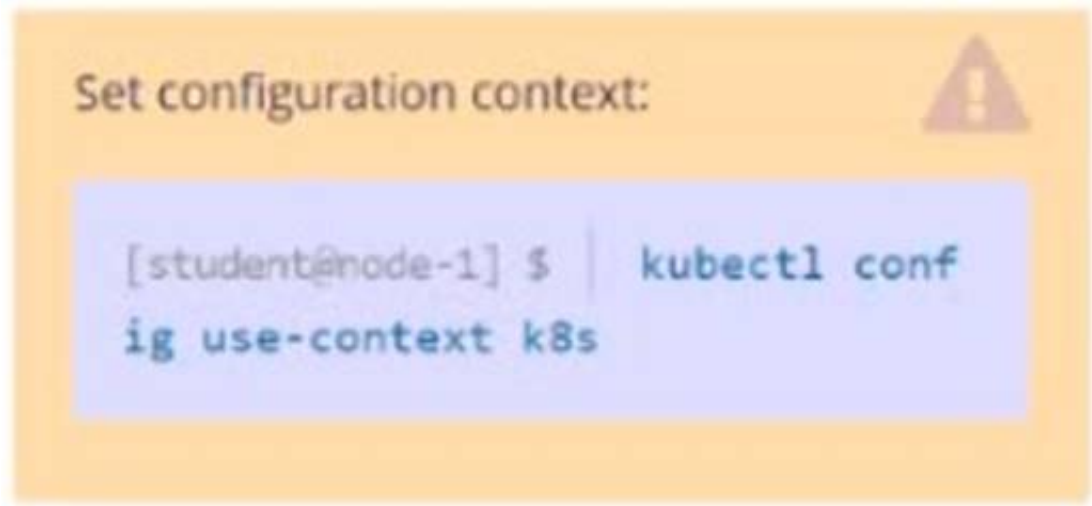 Set configuration context:
[student@node-1] $ | kubectl conf
ig use-context k8s